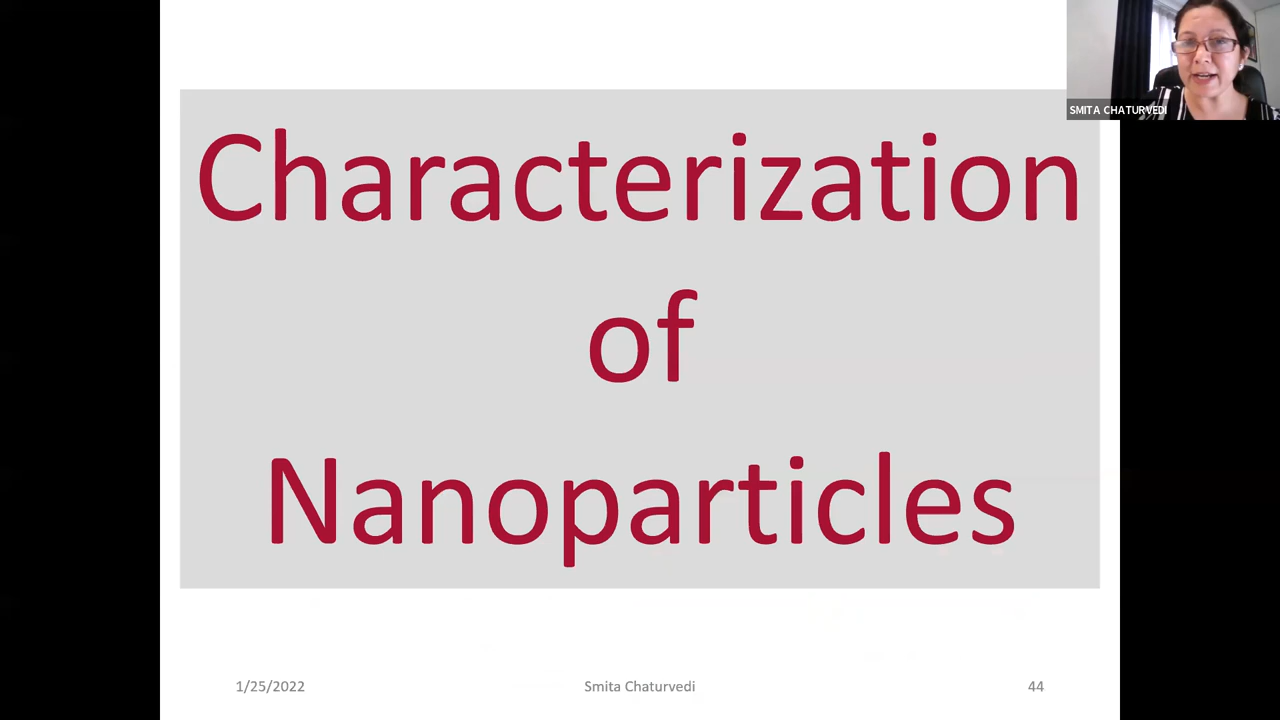 SMITA CHATURVEDI
Characterization
of
Nanoparticles
1/25/2022
Smita Chaturvedi
44